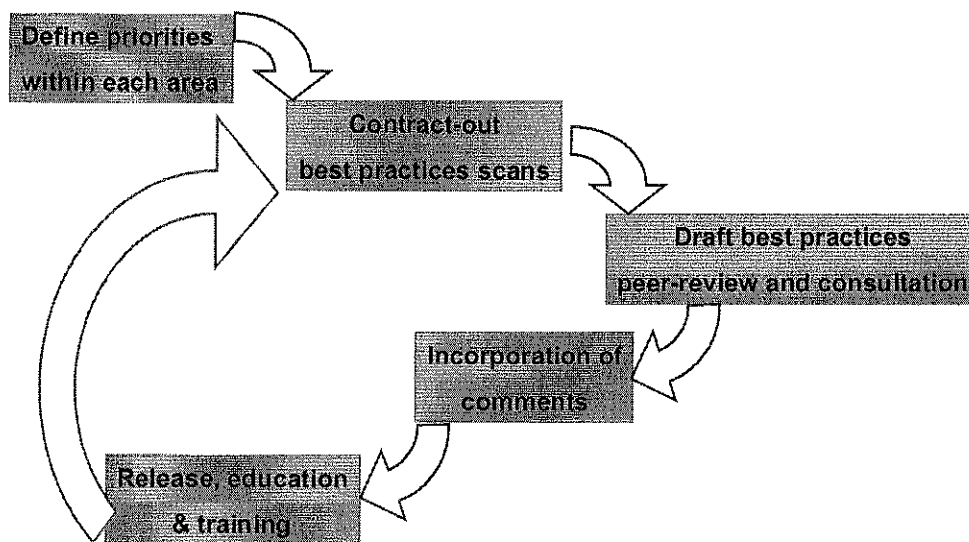 Define priorities
within each area
Contract-out
best practices scans
Draft best practices
peer-review and consultation
Incorporation of
comments
Release, education
& training